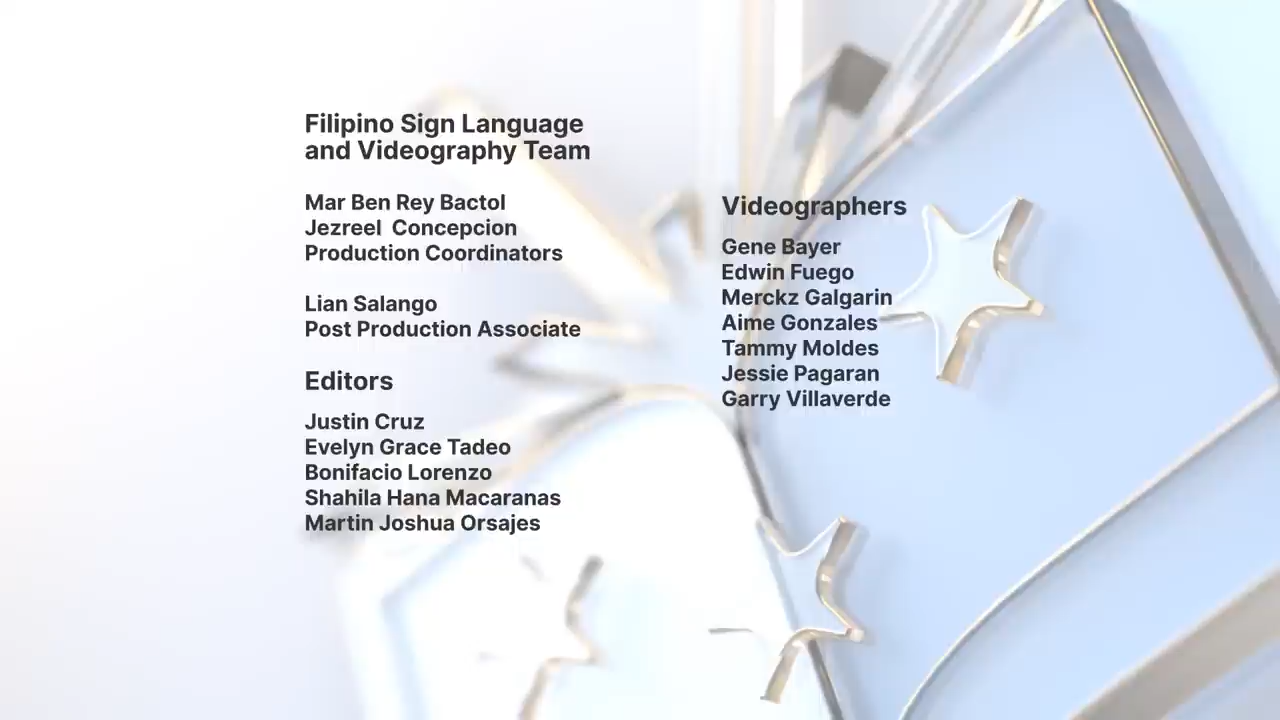 Filipino Sign Language
and Videography Team
Mar Ben Rey Bactol
Jezreel  Concepcion
Production Coordinators
Lian Salango
Post Production Associate
Editors
Justin Cruz
Evelyn Grace Tadeo
Bonifacio Lorenzo
Shahila Hana Macaranas
Martin Joshua Orsajes
Videographers
Gene Bayer
Edwin Fuego
Merckz Galgarin
Aime Gonzales
Tammy Moldes
Jessie Pagaran
Garry Villaverde